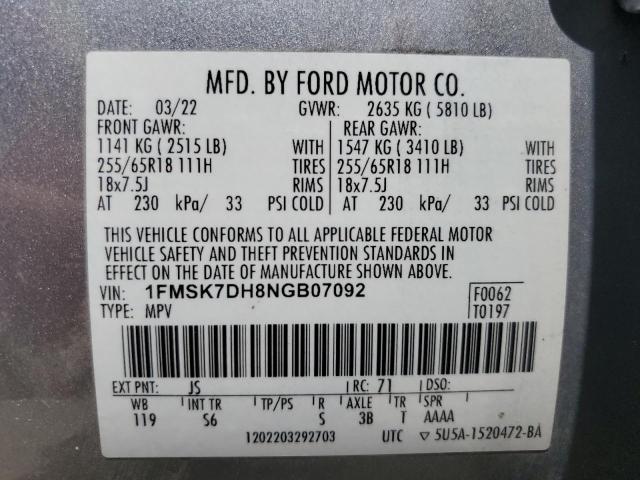 MFD. BY FORD MOTOR CO.
DATE: 03/22 GVWR: 2635 KG ( 5810 LB)
FRONT GAWR: REAR GAWR:
1141 KG ( 2515 LB) WITH 1547 KG ( 3410 LB) WITH
255/65R18 111H TIRES 255/65R18 111H TIRES
18x7.5J RIMS 18x7.5J RIMS
AT 230 kPa/ 33 PSI COLD AT 230 kPa/ 33 PSI COLD
THIS VEHICLE CONFORMS TO ALL APPLICABLE FEDERAL MOTOR
VEHICLE SAFETY AND THEFT PREVENTION STANDARDS IN
EFFECT ON THE DATE OF MANUFACTURE SHOWN ABOVE.
VIN: 1FMSK7DH8NGB07092 F0062
TYPE: MPV T0197
EXT PNT: JS RC: 71 DSO:
WB INT TR TP/PS R AXLE TR SPR
119 S6 S 3B T AAAA
1202203292703 UTC ▽ 5U5A-1520472-BA